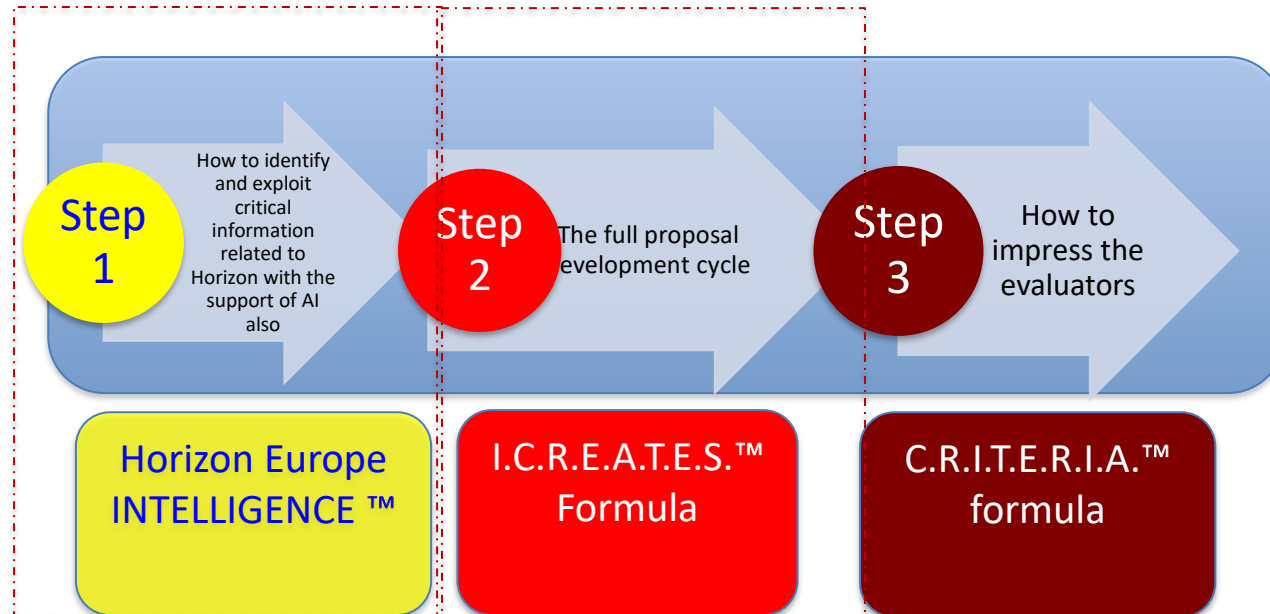 Step
1
How to identify
and exploit
critical
information
related to
Horizon with the
support of AI
also
Step
2
The full proposal
evelopment cycle
Step
3
How to
impress the
evaluators
Horizon Europe
INTELLIGENCE ™
I.C.R.E.A.T.E.S.™
Formula
C.R.I.T.E.R.I.A.™
formula